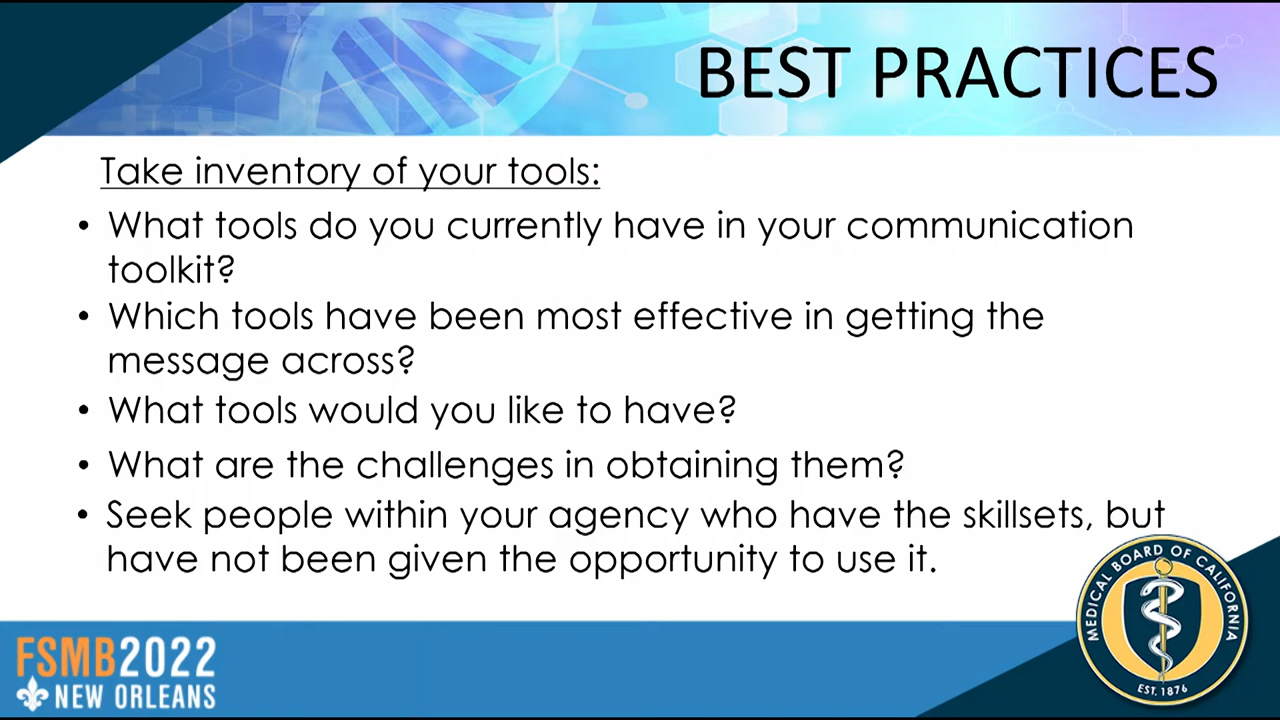 BEST PRACTICES
Take inventory of your tools:
• What tools do you currently have in your communication
toolkit?
• Which tools have been most effective in getting the
message across?
• What tools would you like to have?
• What are the challenges in obtaining them?
• Seek people within your agency who have the skillsets, but
have not been given the opportunity to use it.
MEDICAL BOARD OF CALIFORNIA
EST. 1876
FSMB2022
NEW ORLEANS